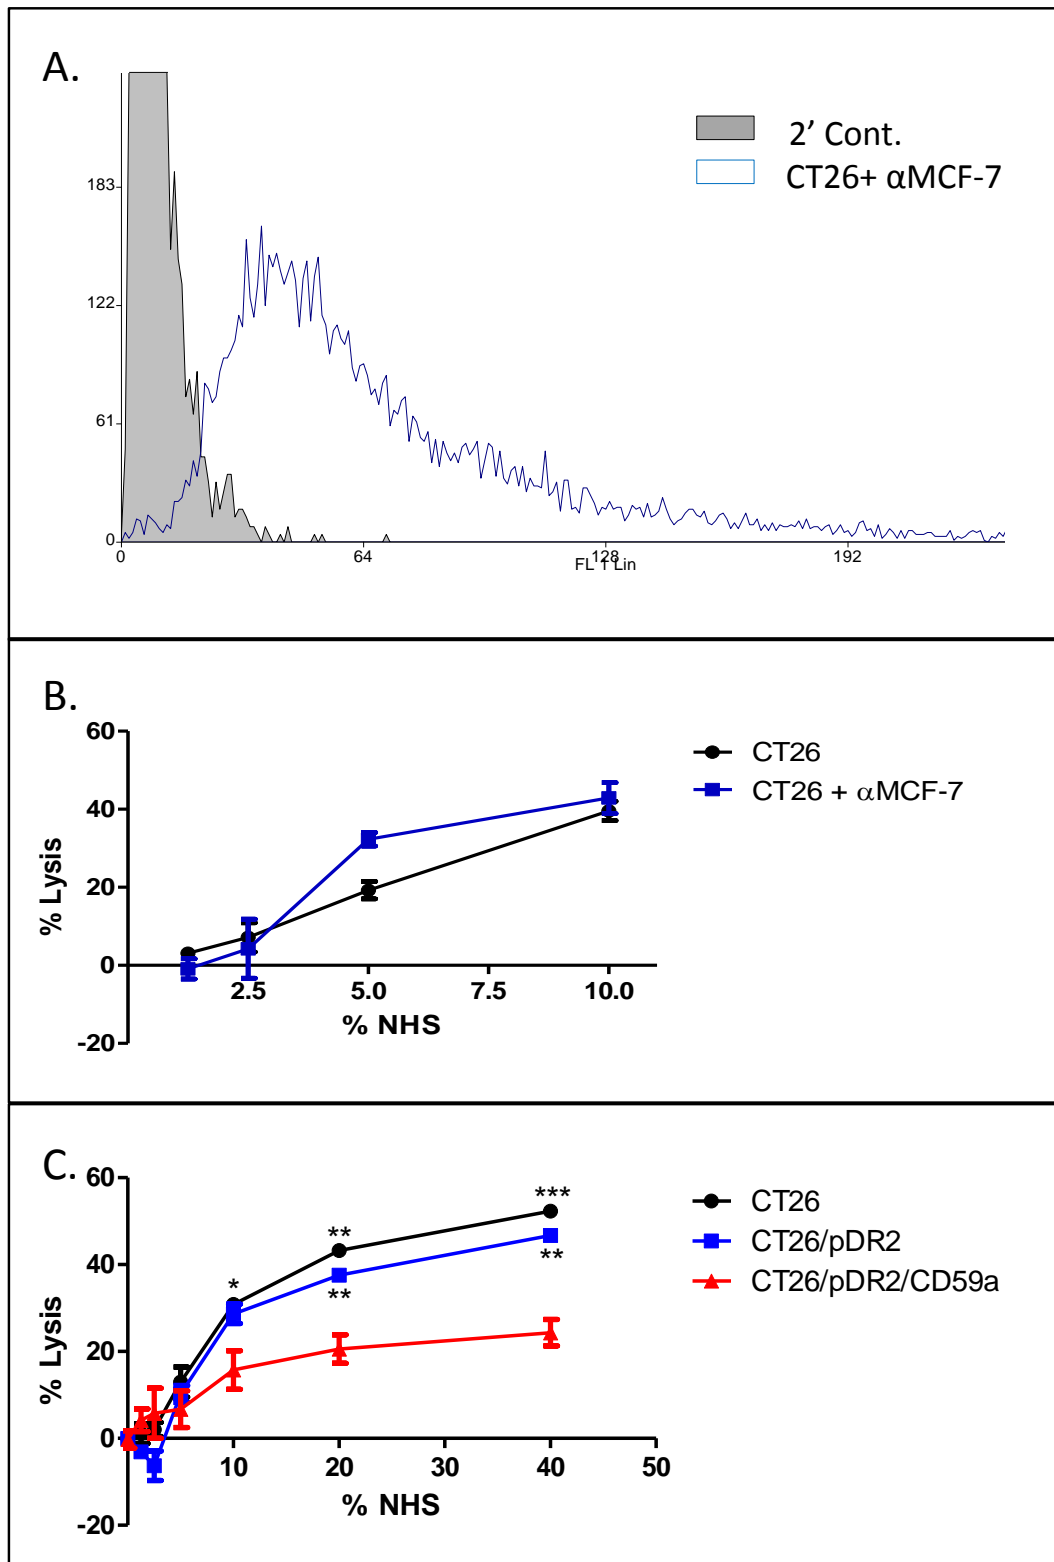 A.
2’ Cont.
CT26+ αMCF-7
183
122
61
0
0 64 128 192
FL 1 Lin
B.
60
40
20
0
-20
% Lysis
2.5 5.0 7.5 10.0
% NHS
CT26
CT26 + αMCF-7
C.
60
40
20
0
-20
% Lysis
* ** ***
** **
10 20 30 40 50
% NHS
CT26
CT26/pDR2
CT26/pDR2/CD59a